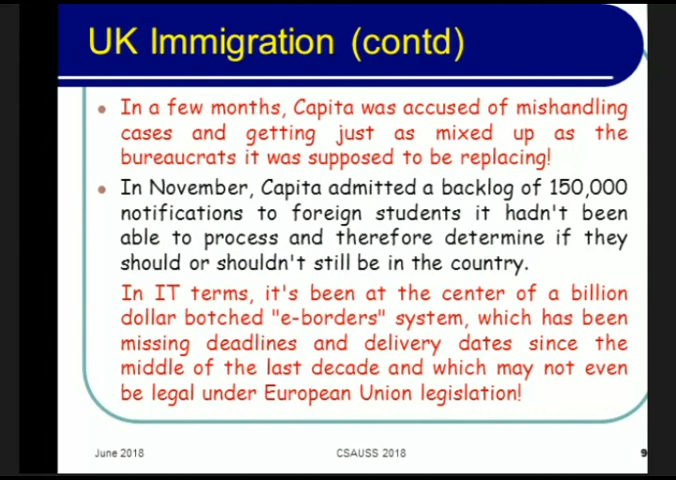 UK Immigration (contd)
In a few months, Capita was accused of mishandling
cases and getting just as mixed up as the
bureaucrats it was supposed to be replacing!
In November, Capita admitted a backlog of 150,000
notifications to foreign students it hadn't been
able to process and therefore determine if they
should or shouldn't still be in the country.
In IT terms, it's been at the center of a billion
dollar botched "e-borders" system, which has been
missing deadlines and delivery dates since the
middle of the last decade and which may not even
be legal under European Union legislation!
June 2018 CSAUSS 2018 9